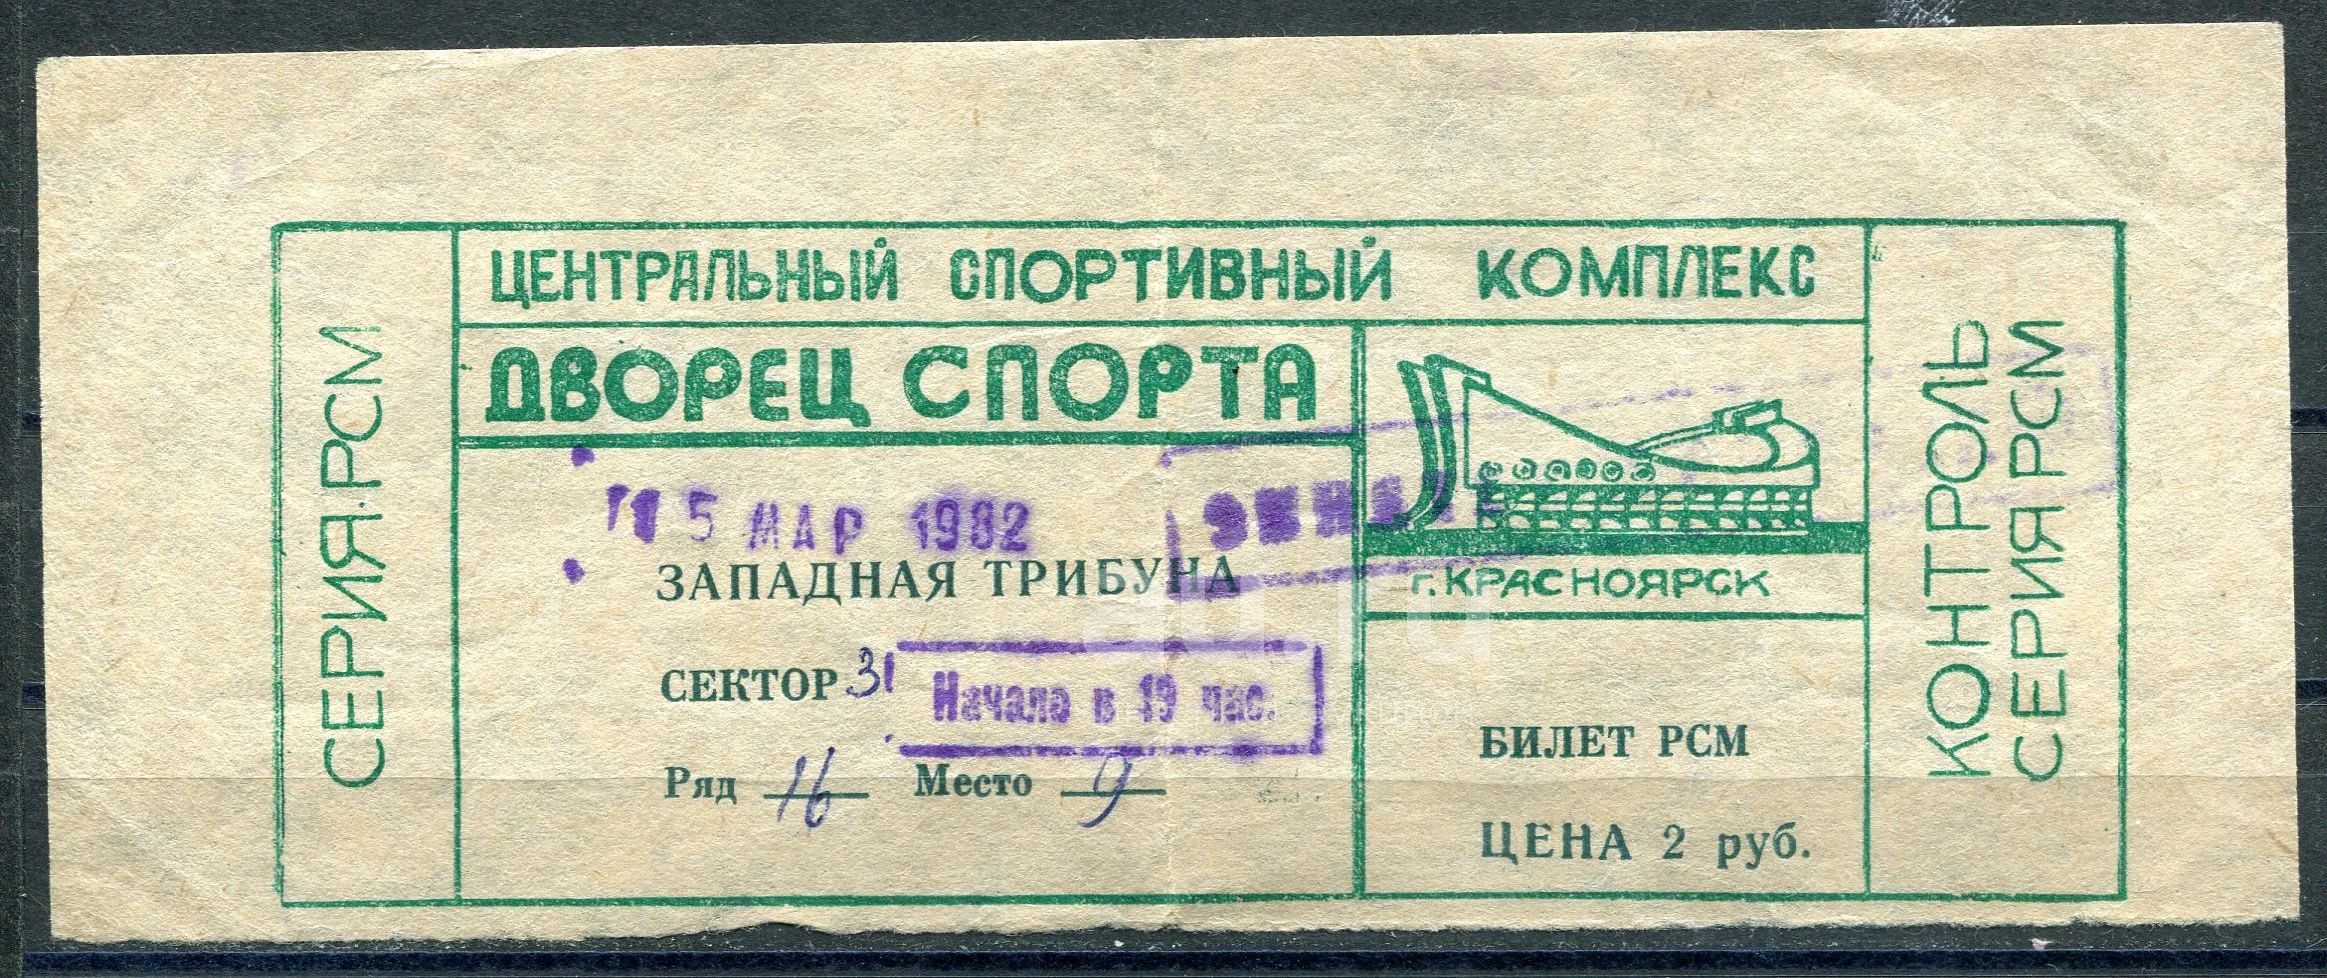 СЕРИЯ.РСМ
ЦЕНТРАЛЬНЫЙ СПОРТИВНЫЙ КОМПЛЕКС
ДВОРЕЦ СПОРТА
5 МАР 1982
ЗАПАДНАЯ ТРИБУНА
СЕКТОР 3
Начало в 19 час.
Ряд 16 Место 9
г. КРАСНОЯРСК
БИЛЕТ РСМ
ЦЕНА 2 руб.
КОНТРОЛЬ
СЕРИЯ РСМ